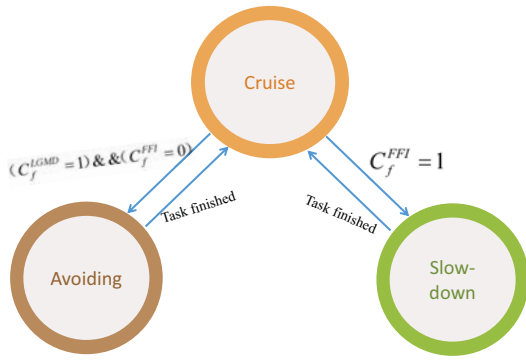 Cruise
(C_f^{LGMD} = 1) & &(C_f^{FFI} = 0)
C_f^{FFI} = 1
Task finished
Task finished
Avoiding
Slow-
down